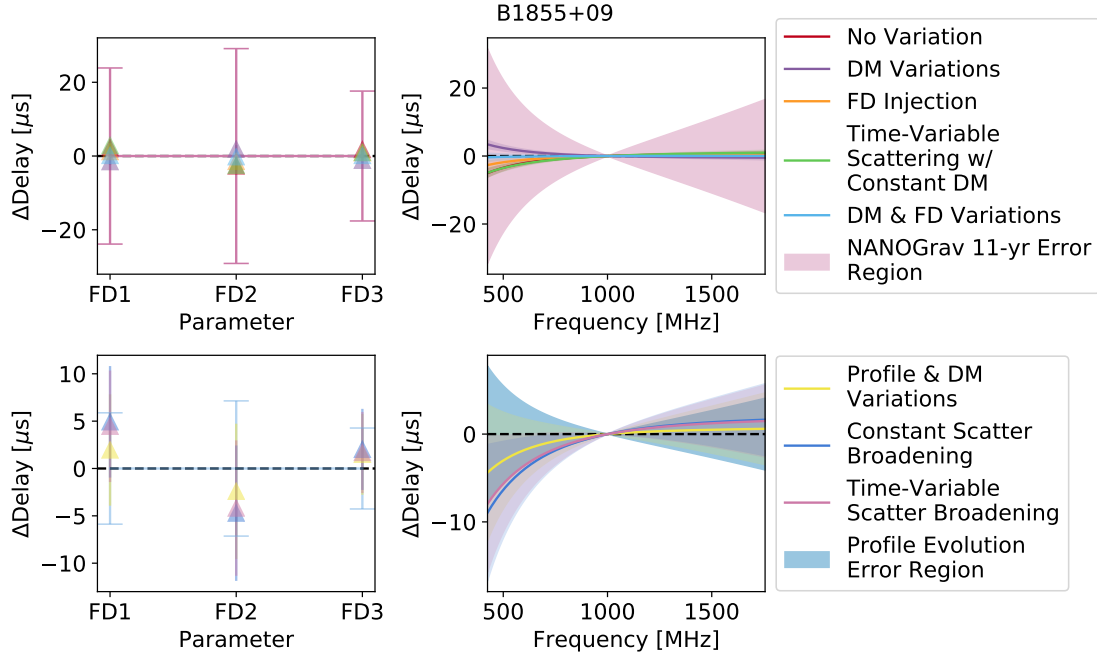 B1855+09
20
0
−20
ΔDelay [μs]
FD1
FD2
FD3
Parameter
20
0
−20
ΔDelay [μs]
500
1000
1500
Frequency [MHz]
No Variation
DM Variations
FD Injection
Time-Variable
Scattering w/
Constant DM
DM & FD Variations
NANOGrav 11-yr Error
Region
10
5
0
−5
−10
ΔDelay [μs]
FD1
FD2
FD3
Parameter
0
−10
ΔDelay [μs]
500
1000
1500
Frequency [MHz]
Profile & DM
Variations
Constant Scatter
Broadening
Time-Variable
Scatter Broadening
Profile Evolution
Error Region